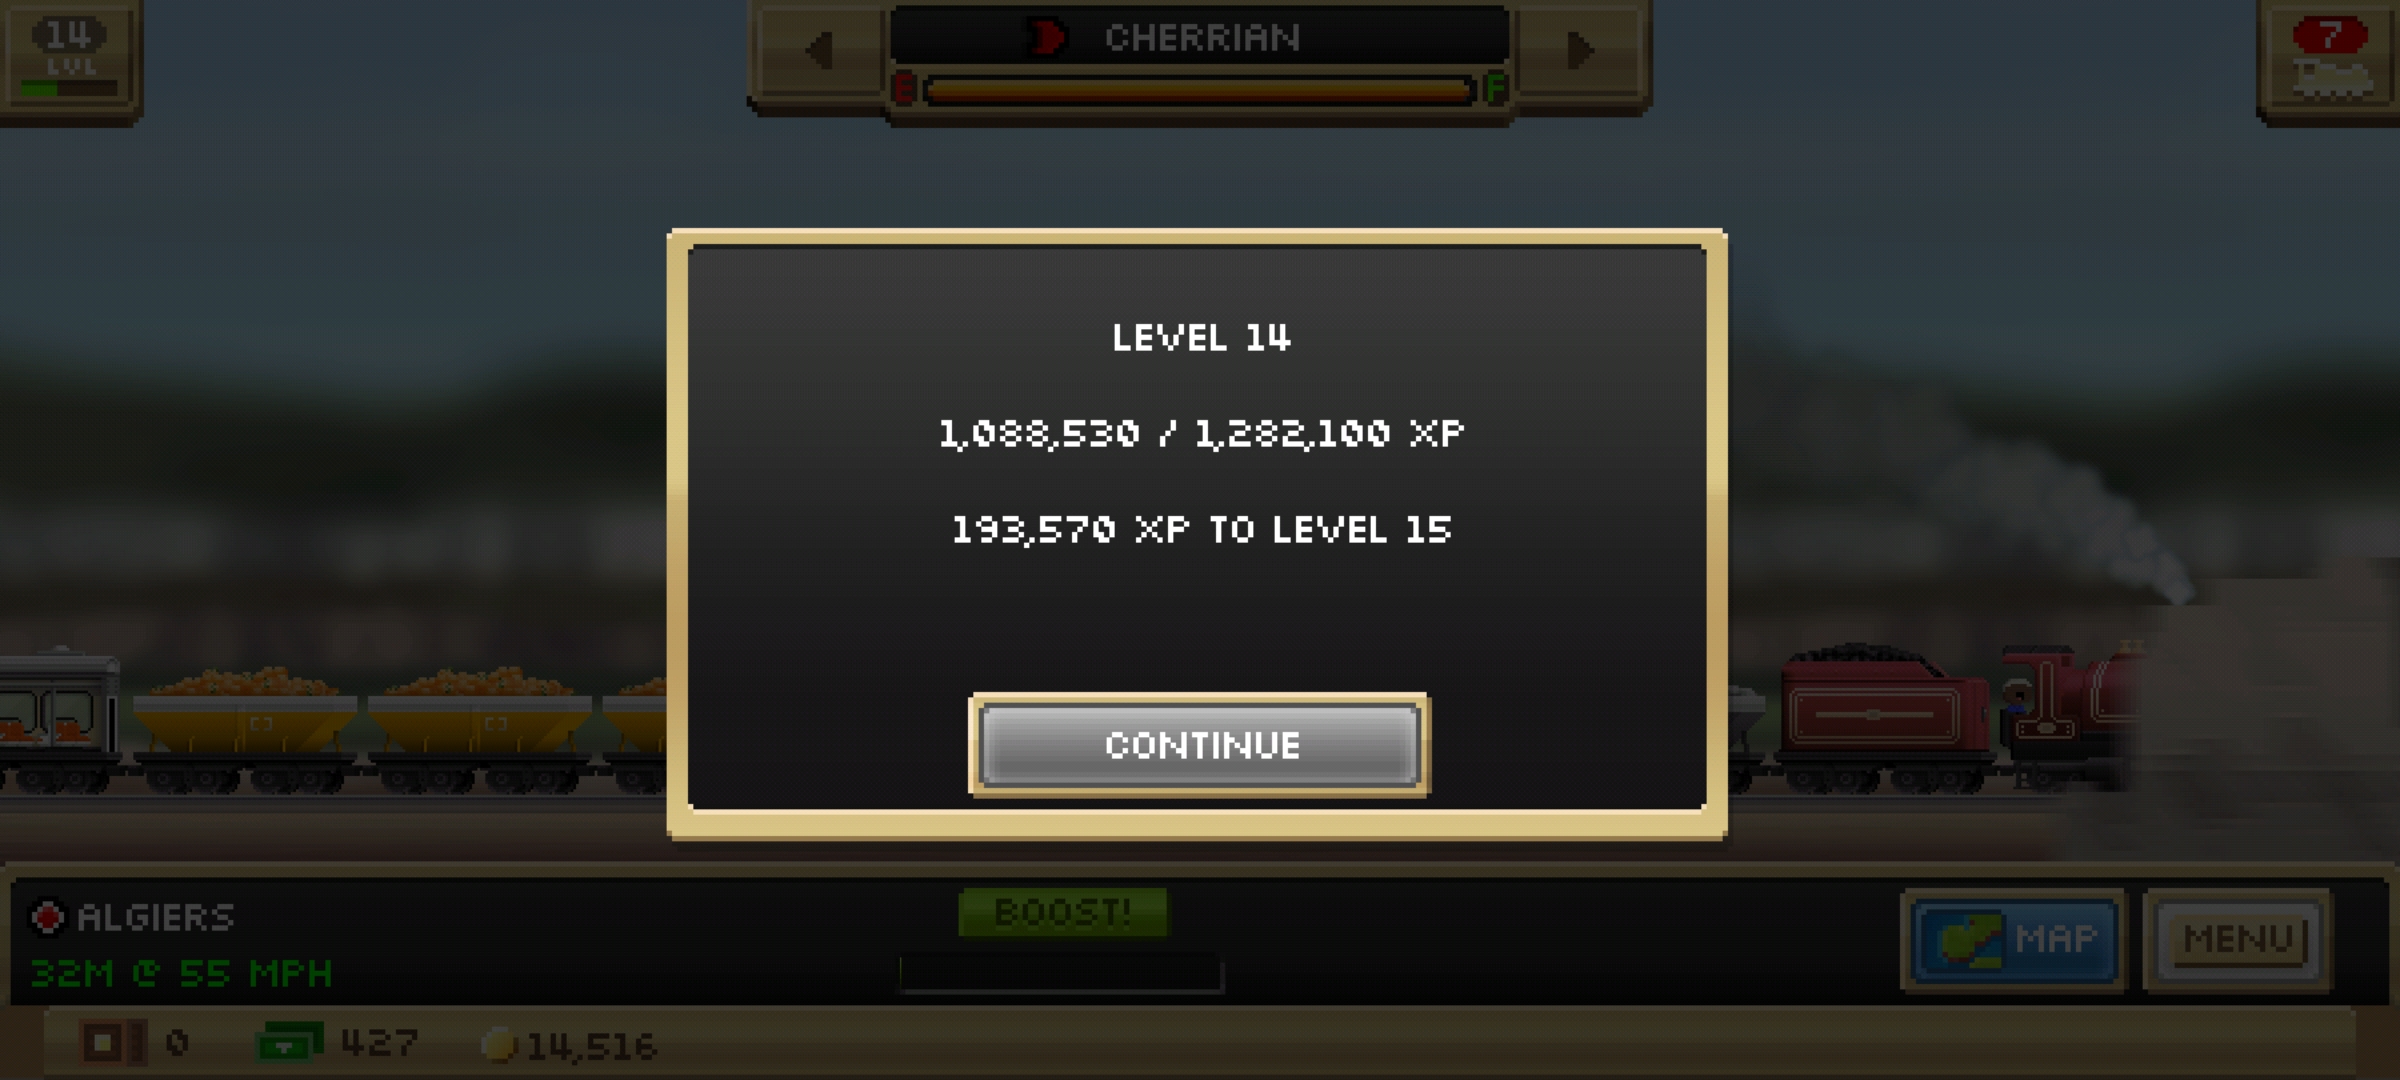 14
LVL
CHERRIAN
E F
7
LEVEL 14
1,088,530 / 1,282,100 XP
193,570 XP TO LEVEL 15
CONTINUE
ALGIERS
32M @ 55 MPH
BOOST!
MAP
MENU
0 427 14,516